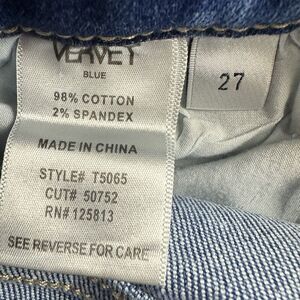 VERVET
BLUE
98% COTTON
2% SPANDEX
MADE IN CHINA
STYLE# T5065
CUT# 50752
RN# 125813
SEE REVERSE FOR CARE
27